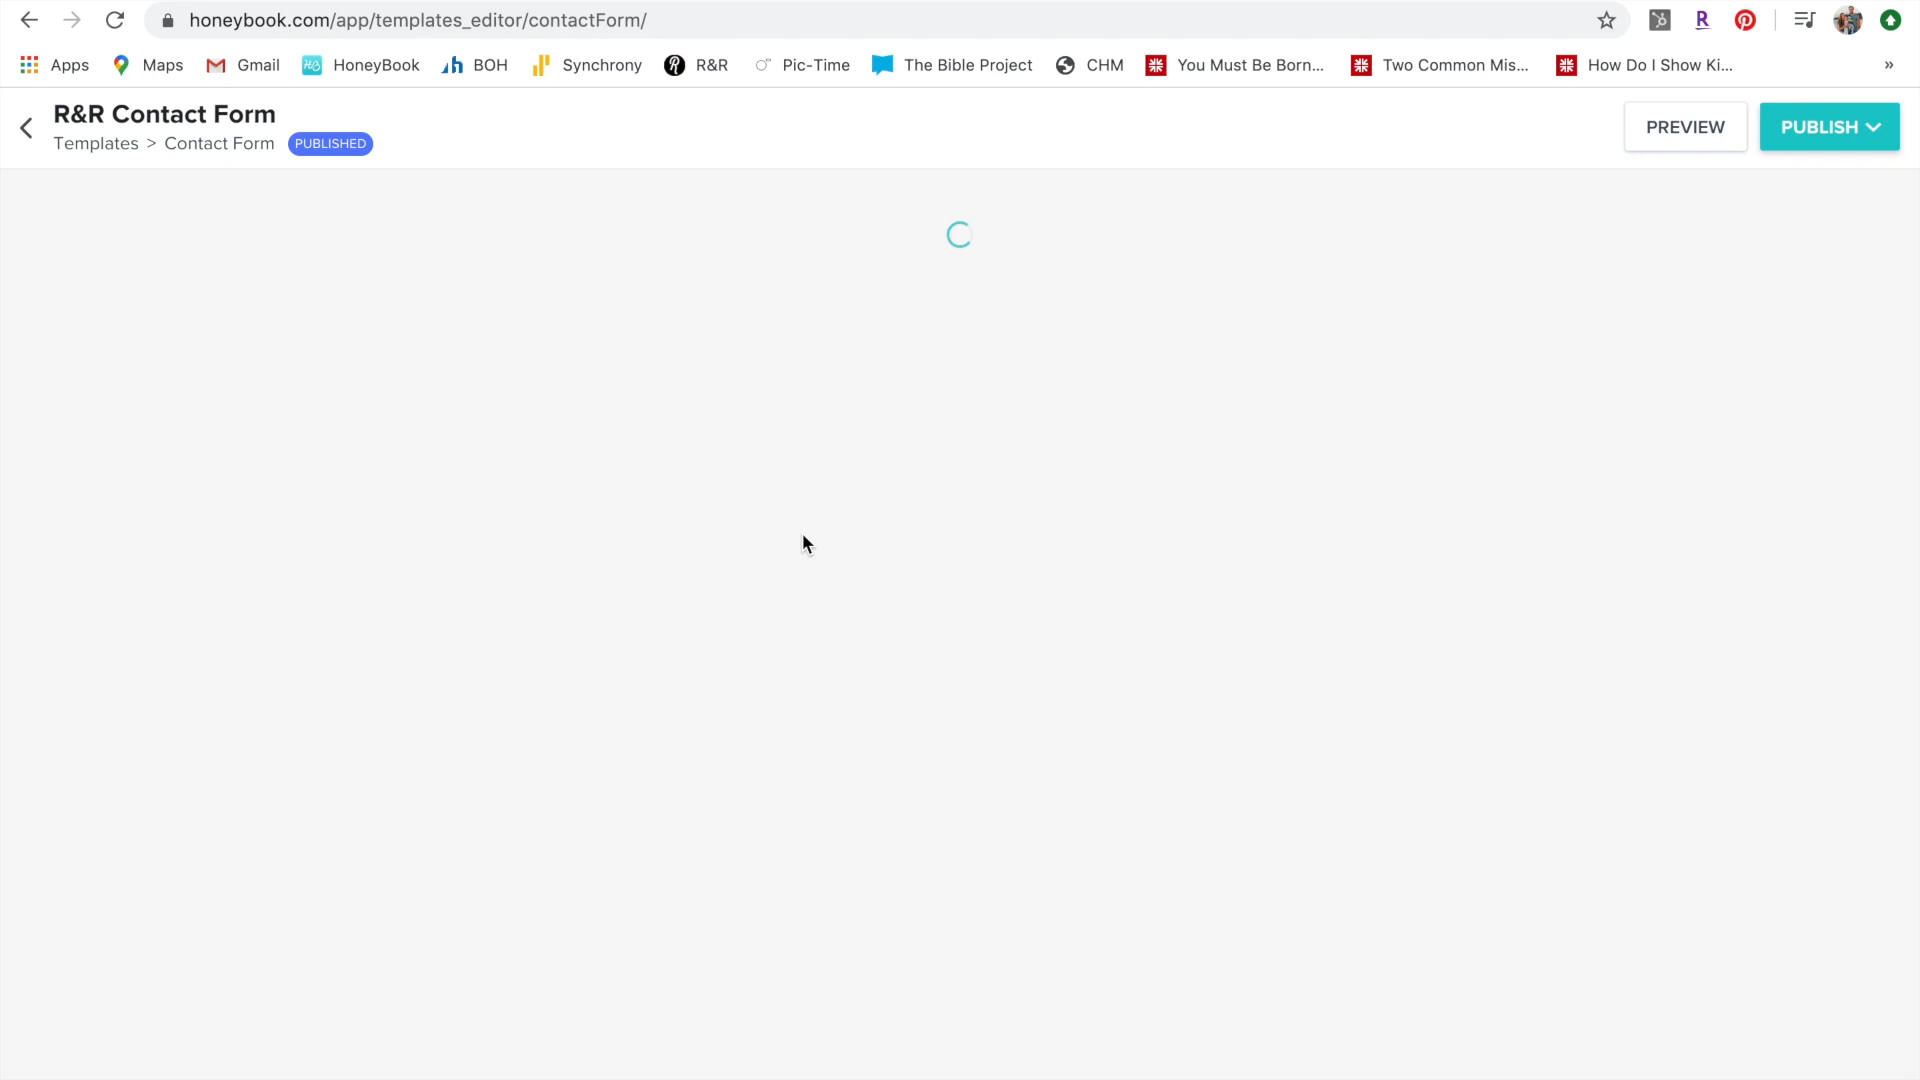 honeybook.com/app/templates_editor/contactForm/
R
Apps Maps Gmail HB HoneyBook BOH Synchrony R R&R Pic-Time The Bible Project CHM You Must Be Born... Two Common Mis... How Do I Show Ki... »
R&R Contact Form
Templates > Contact Form PUBLISHED
PREVIEW
PUBLISH